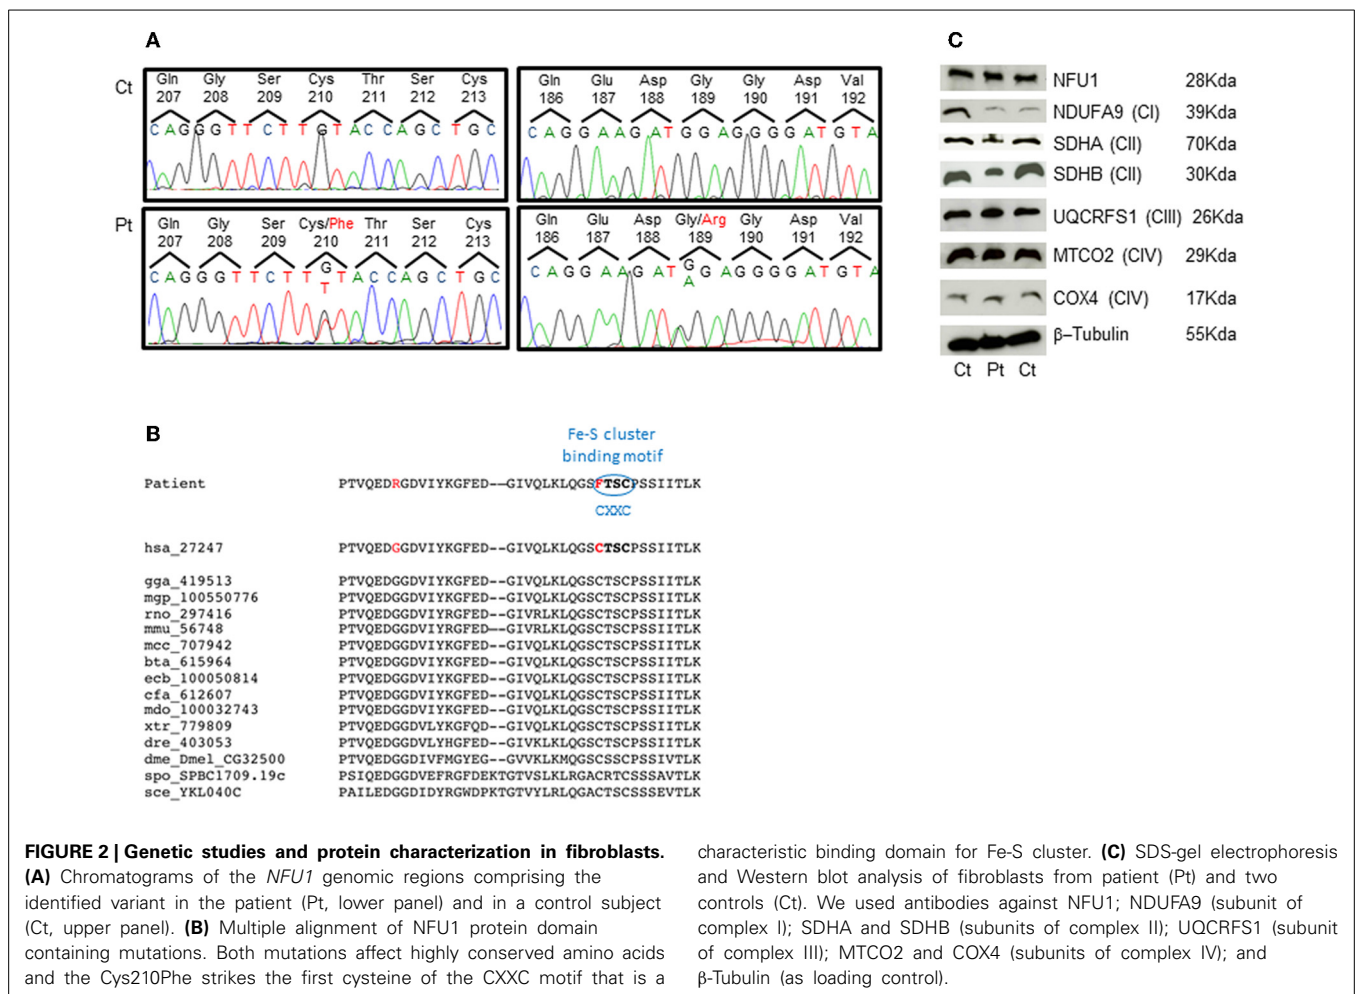 A
Ct
Gln Gly Ser Cys Thr Ser Cys
207 208 209 210 211 212 213
CAGGGTTCTTGTACCAGCTGC
Gln Glu Asp Gly Gly Asp Val
186 187 188 189 190 191 192
CAGGAAGATGGAGGGGATGTA
Pt
Gln Gly Ser Cys/Phe Thr Ser Cys
207 208 209 210 211 212 213
CAGGGTTCTTGTACCAGCTGC
T
Gln Glu Asp Gly/Arg Gly Asp Val
186 187 188 189 190 191 192
CAGGAAGATGGAGGGGATGTA
A
C
NFU1 28Kda
NDUFA9 (CI) 39Kda
SDHA (CII) 70Kda
SDHB (CII) 30Kda
UQCRFS1 (CIII) 26Kda
MTCO2 (CIV) 29Kda
COX4 (CIV) 17Kda
β–Tubulin 55Kda
Ct Pt Ct
B
Fe-S cluster
binding motif
Patient PTVQEDRGDVIYKGFED--GIVQLKLQGSFTSCPSSIITLK
CXXC
hsa_27247 PTVQEDGGDVIYKGFED--GIVQLKLQGSCTSCPSSIITLK
gga_419513 PTVQEDGGDVIYKGFED--GIVQLKLQGSCTSCPSSIITLK
mgp_100550776 PTVQEDGGDVIYKGFED--GIVQLKLQGSCTSCPSSIITLK
rno_297416 PTVQEDGGDVIYRGFED--GIVRLKLQGSCTSCPSSIITLK
mmu_56748 PTVQEDGGDVIYRGFED--GIVRLKLQGSCTSCPSSIITLK
mcc_707942 PTVQEDGGDVIYKGFED--GIVQLKLQGSCTSCPSSIITLK
bta_615964 PTVQEDGGDVIYKGFED--GIVQLKLQGSCTSCPSSIITLK
ecb_100050814 PTVQEDGGDVIYKGFED--GIVQLKLQGSCTSCPSSIITLK
cfa_612607 PTVQEDGGDVIYKGFED--GIVQLKLQGSCTSCPSSIITLK
mdo_100032743 PTVQEDGGDVIYKGFED--GIVQLKLQGSCTSCPSSIITLK
xtr_779809 PTVQEDGGDVLYKGFQD--GIVQLKLQGSCTSCPSSIITLK
dre_403053 PTVQEDGGDVLYHGFED--GIVKLKLQGSCTSCPSSIITLK
dme_Dmel_CG32500 PTVQEDGGDIVFMGYEG--GVVKLKMQGSCSSCPSSIVTLK
spo_SPBC1709.19c PSIQEDGGDVEFRGFDEKTGTVSLKLRGACRTCSSSAVTLK
sce_YKL040C PAILEDGGDIDYRGWDPKTGTVYLRLQGACTSCSSSEVTLK
FIGURE 2 | Genetic studies and protein characterization in fibroblasts.
(A) Chromatograms of the NFU1 genomic regions comprising the
identified variant in the patient (Pt, lower panel) and in a control subject
(Ct, upper panel). (B) Multiple alignment of NFU1 protein domain
containing mutations. Both mutations affect highly conserved amino acids
and the Cys210Phe strikes the first cysteine of the CXXC motif that is a
characteristic binding domain for Fe-S cluster. (C) SDS-gel electrophoresis
and Western blot analysis of fibroblasts from patient (Pt) and two
controls (Ct). We used antibodies against NFU1; NDUFA9 (subunit of
complex I); SDHA and SDHB (subunits of complex II); UQCRFS1 (subunit
of complex III); MTCO2 and COX4 (subunits of complex IV); and
β-Tubulin (as loading control).